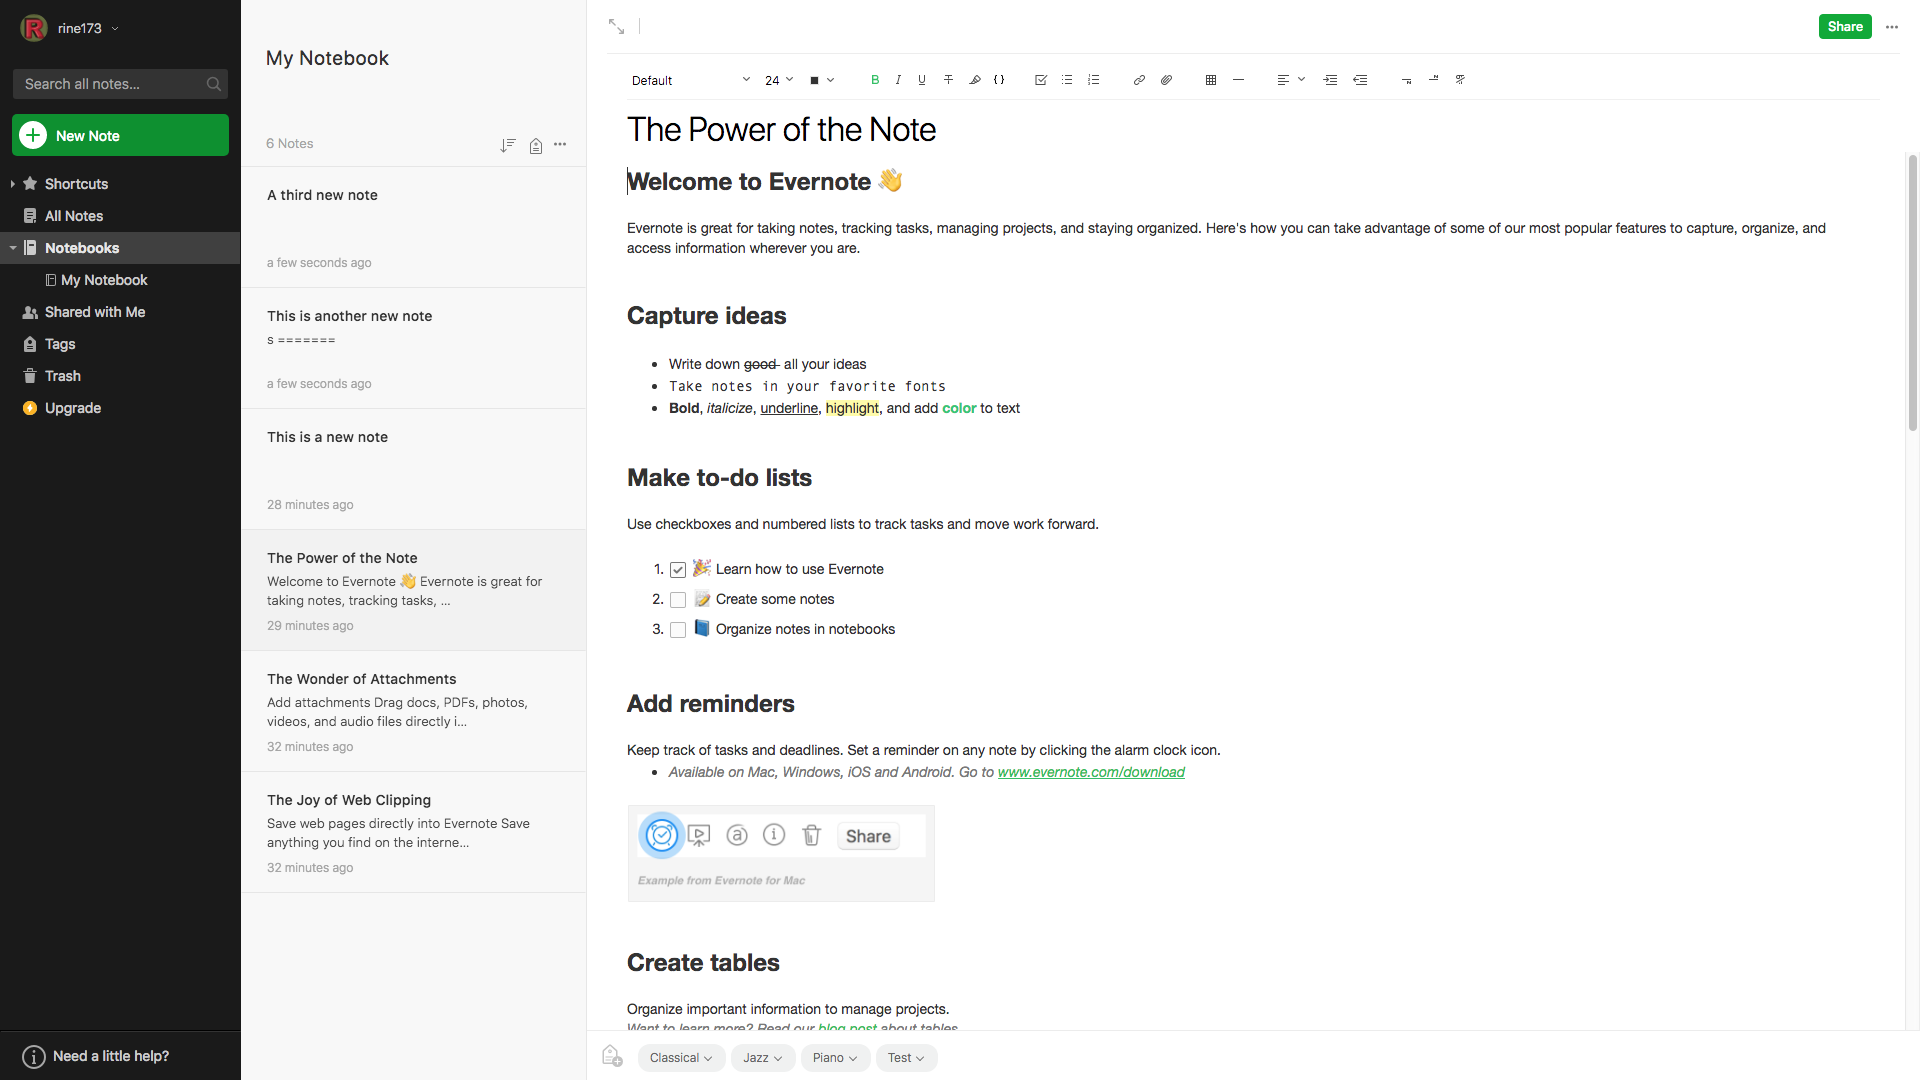 R
rine173
Search all notes...
New Note
Shortcuts
All Notes
Notebooks
My Notebook
Shared with Me
Tags
Trash
Upgrade
Need a little help?
My Notebook
6 Notes
A third new note
a few seconds ago
This is another new note
s =======
a few seconds ago
This is a new note
28 minutes ago
The Power of the Note
Welcome to Evernote 👋 Evernote is great for
taking notes, tracking tasks, ...
29 minutes ago
The Wonder of Attachments
Add attachments Drag docs, PDFs, photos,
videos, and audio files directly i...
32 minutes ago
The Joy of Web Clipping
Save web pages directly into Evernote Save
anything you find on the interne...
32 minutes ago
Share
Default 24 B I U T {}
The Power of the Note
Welcome to Evernote 👋
Evernote is great for taking notes, tracking tasks, managing projects, and staying organized. Here's how you can take advantage of some of our most popular features to capture, organize, and
access information wherever you are.
Capture ideas
• Write down good all your ideas
• Take notes in your favorite fonts
• Bold, italicize, underline, highlight, and add color to text
Make to-do lists
Use checkboxes and numbered lists to track tasks and move work forward.
1. 🎉 Learn how to use Evernote
2. 📝 Create some notes
3. 📘 Organize notes in notebooks
Add reminders
Keep track of tasks and deadlines. Set a reminder on any note by clicking the alarm clock icon.
• Available on Mac, Windows, iOS and Android. Go to www.evernote.com/download
Share
Example from Evernote for Mac
Create tables
Organize important information to manage projects.
Want to learn more? Read our blog post about tables
Classical Jazz Piano Test